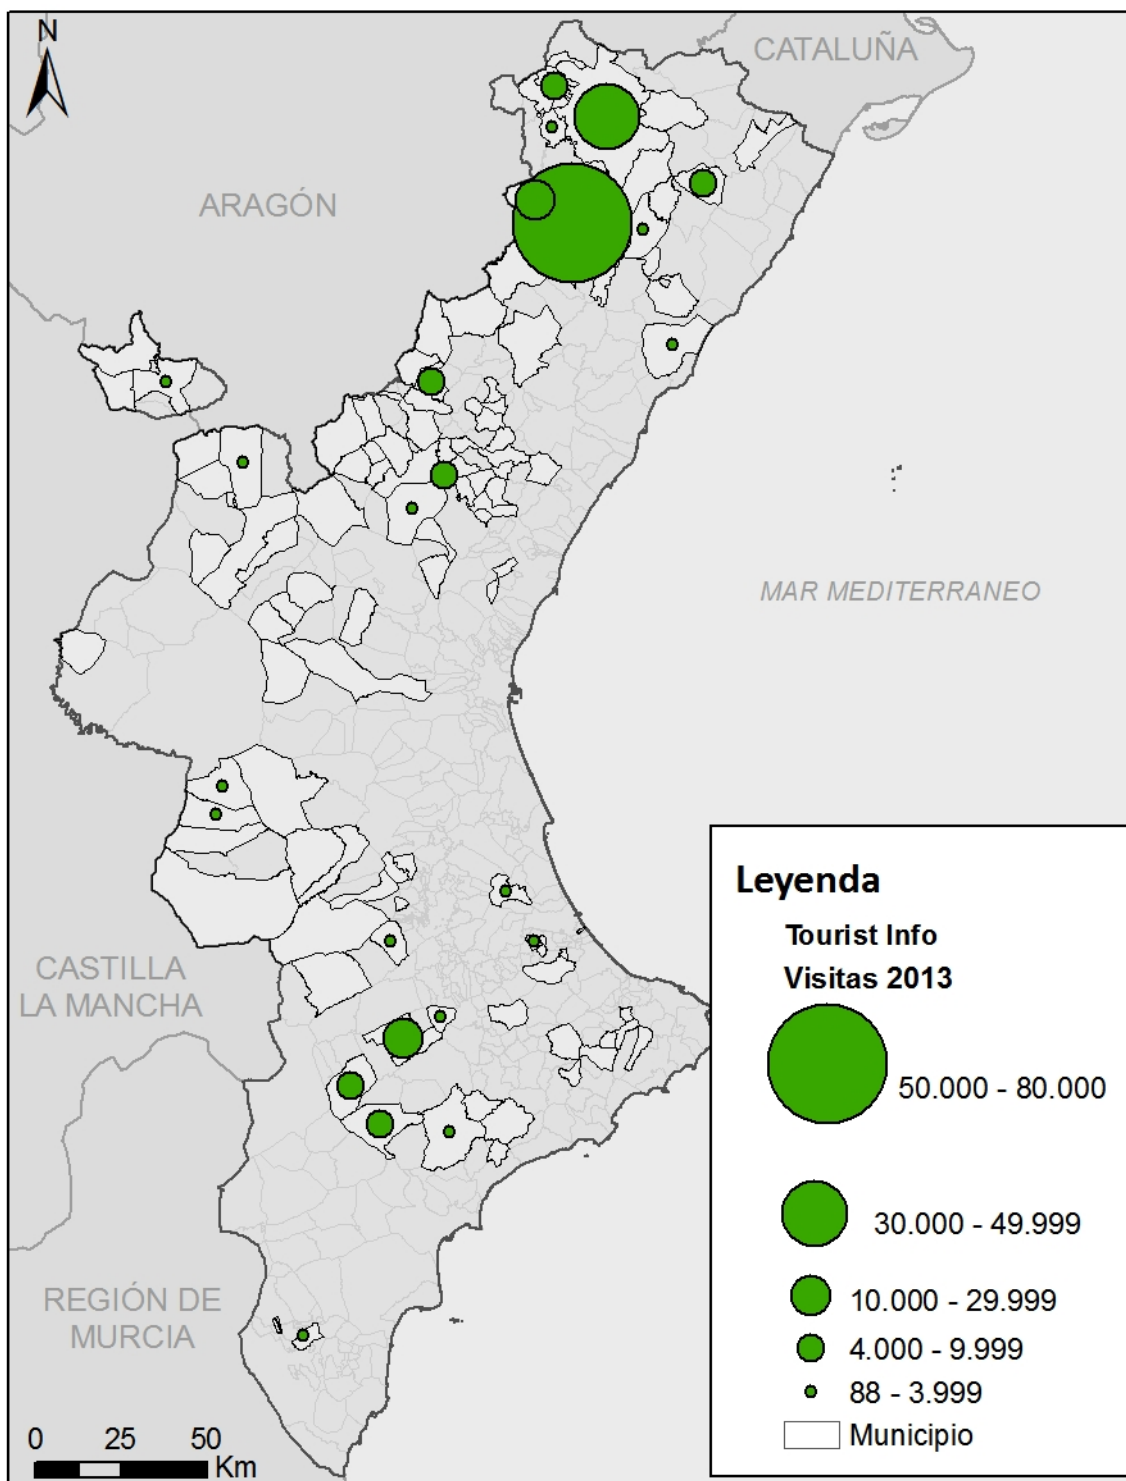 N
CATALUÑA
ARAGÓN
MAR MEDITERRANEO
CASTILLA
LA MANCHA
REGIÓN DE
MURCIA
0 25 50
Km
Leyenda
Tourist Info
Visitas 2013
50.000 - 80.000
30.000 - 49.999
10.000 - 29.999
4.000 - 9.999
88 - 3.999
Municipio